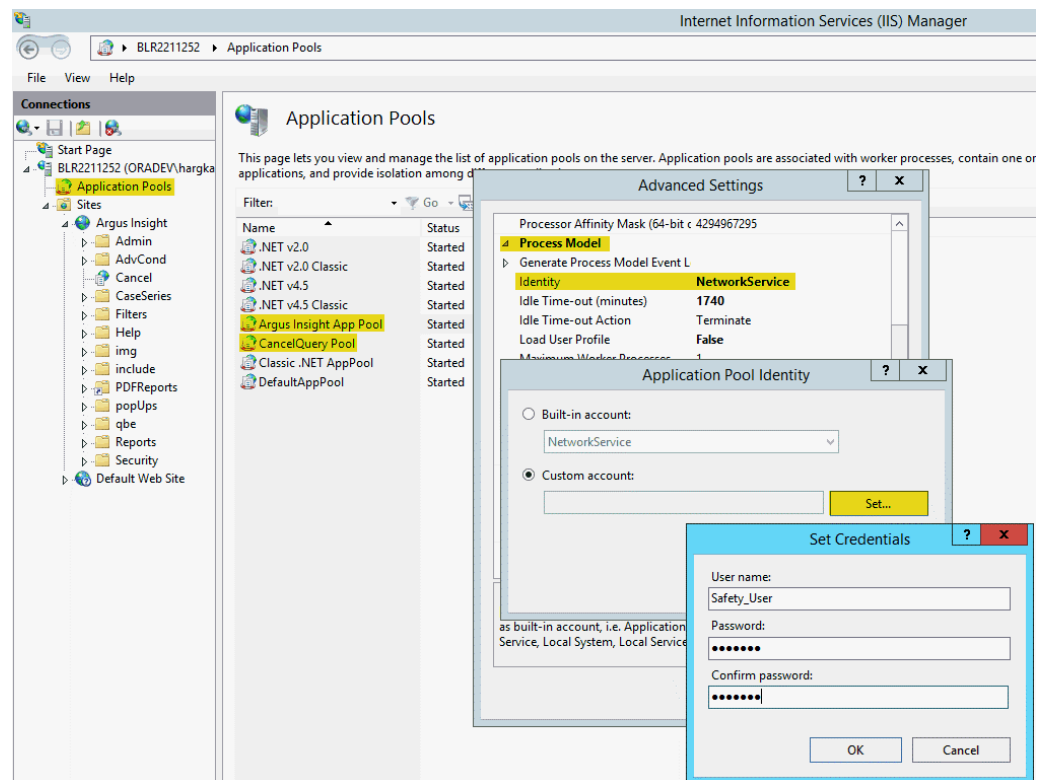 Internet Information Services (IIS) Manager
BLR2211252 Application Pools
File View Help
Connections
Start Page
BLR2211252 (ORADEV\hargka
Application Pools
Sites
Argus Insight
Admin
AdvCond
Cancel
CaseSeries
Filters
Help
img
include
PDFReports
popUps
qbe
Reports
Security
Default Web Site
Application Pools
This page lets you view and manage the list of application pools on the server. Application pools are associated with worker processes, contain one or
applications, and provide isolation among
Filter: Go
Name Status
.NET v2.0 Started
.NET v2.0 Classic Started
.NET v4.5 Started
.NET v4.5 Classic Started
Argus Insight App Pool Started
CancelQuery Pool Started
Classic .NET AppPool Started
DefaultAppPool Started
Advanced Settings ? x
Processor Affinity Mask (64-bit c 4294967295
Process Model
Generate Process Model Event L
Identity NetworkService
Idle Time-out (minutes) 1740
Idle Time-out Action Terminate
Load User Profile False
Maximum Worker Processes 1
Application Pool Identity ? x
Built-in account:
NetworkService
Custom account:
Set...
as built-in account, i.e. Application
Service, Local System, Local Service
Set Credentials ? x
User name:
Safety_User
Password:
•••••••
Confirm password:
•••••••
OK Cancel